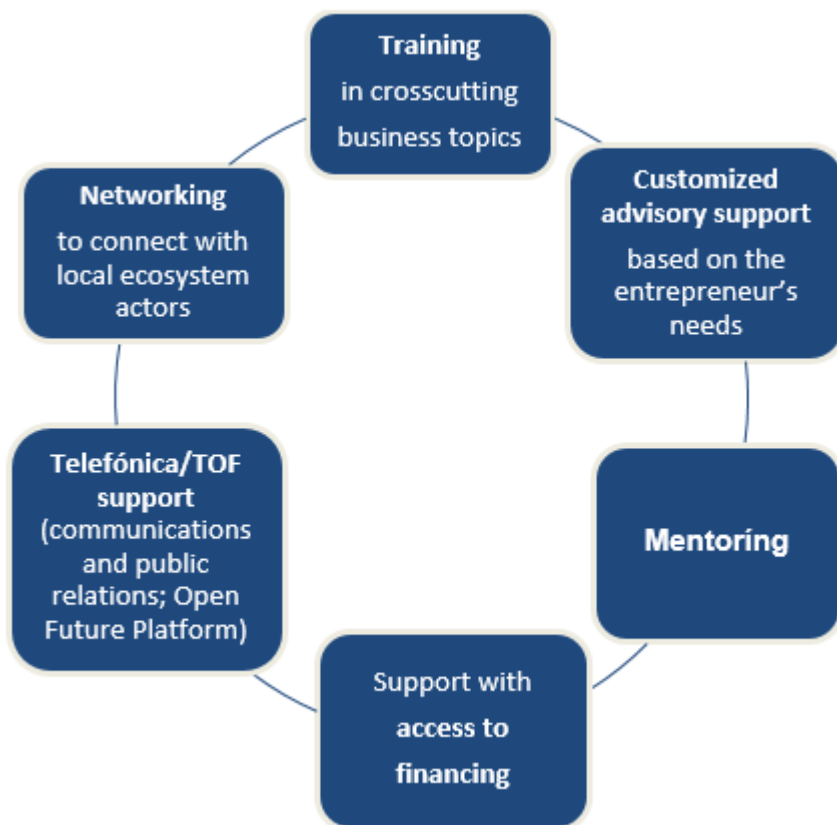 Training
in crosscutting
business topics
Customized
advisory support
based on the
entrepreneur’s
needs
Mentoring
Support with
access to
financing
Telefónica/TOF
support
(communications
and public
relations; Open
Future Platform)
Networking
to connect with
local ecosystem
actors